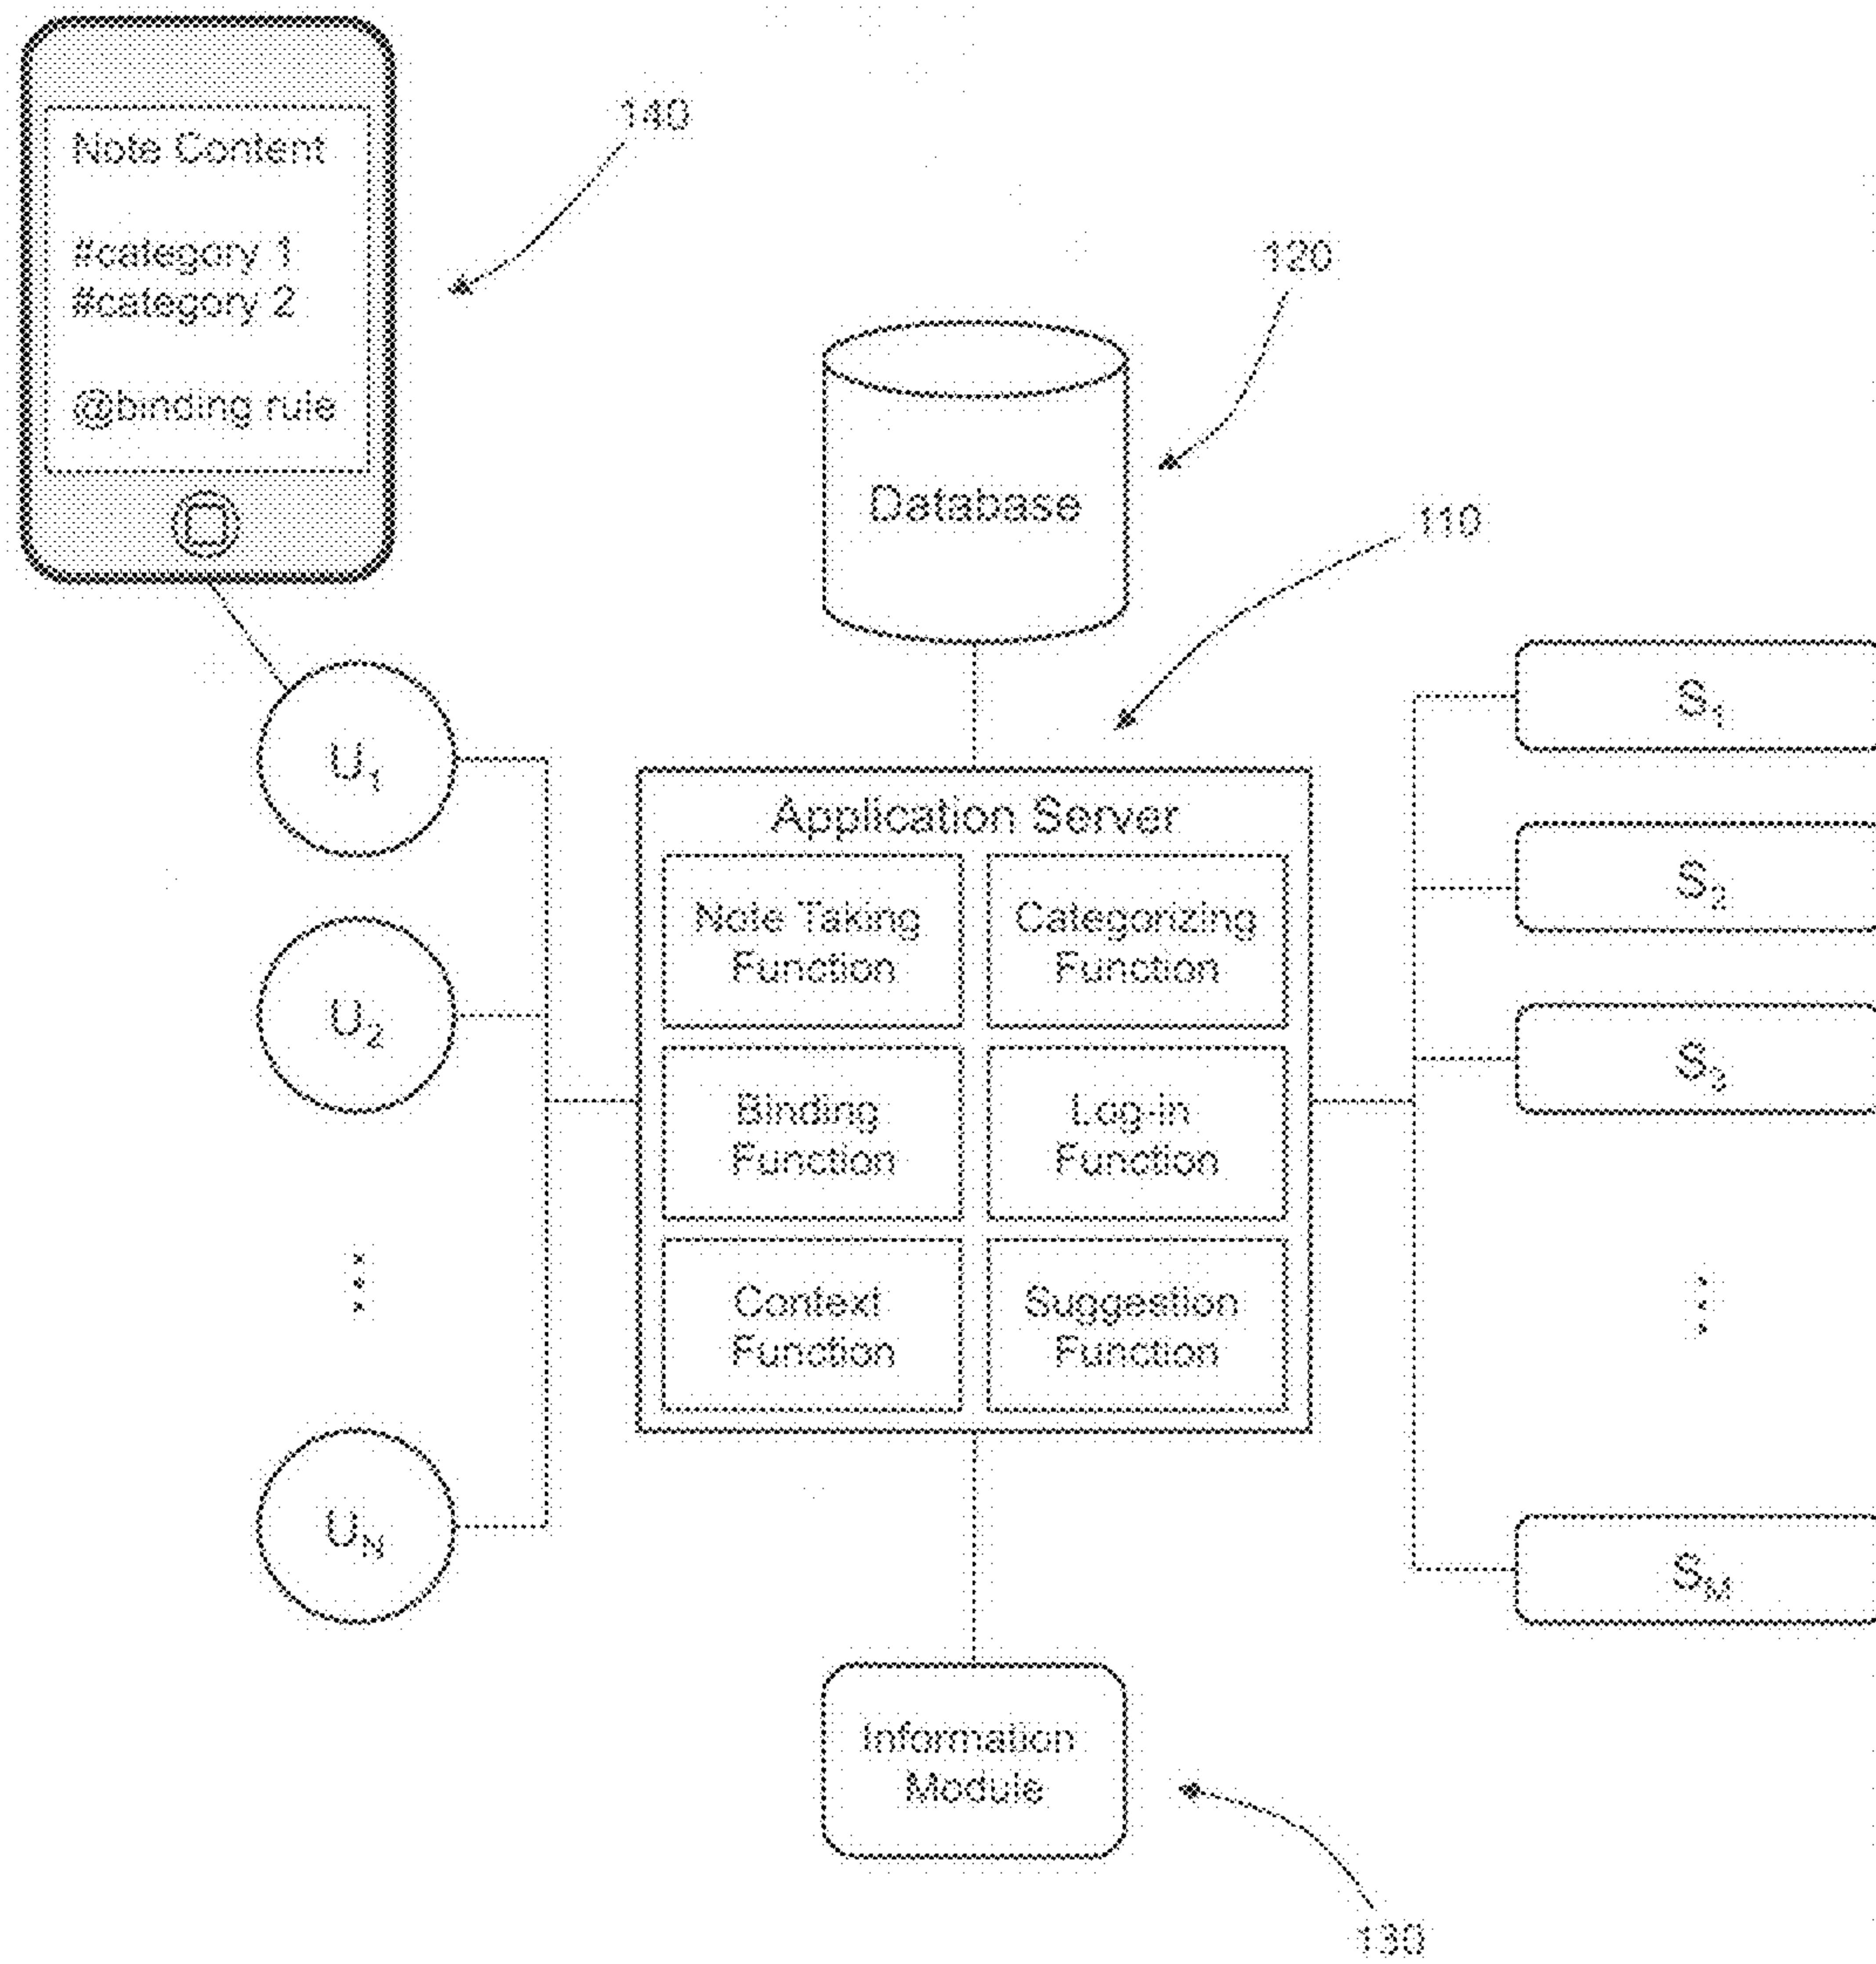 140
Note Content
#category 1
#category 2
@binding rule
120
Database
110
U1
U2
UN
Application Server
Note Taking
Function
Categorizing
Function
Binding
Function
Log-in
Function
Context
Function
Suggestion
Function
S1
S2
S3
SM
Information
Module
130